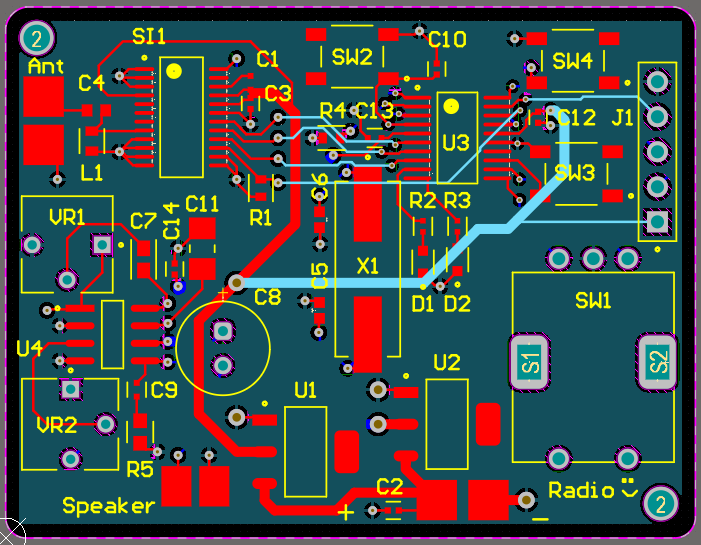 2
SI1
Ant
C4
C1
C3
SW2
C10
SW4
R4
C13
U3
C12
J1
L1
SW3
C6
R1
R2
R3
VR1
C7
C14
C11
X1
C5
C8
D1
D2
SW1
U4
S1
S2
C9
U1
U2
VR2
R5
C2
Speaker
+
Radio
2